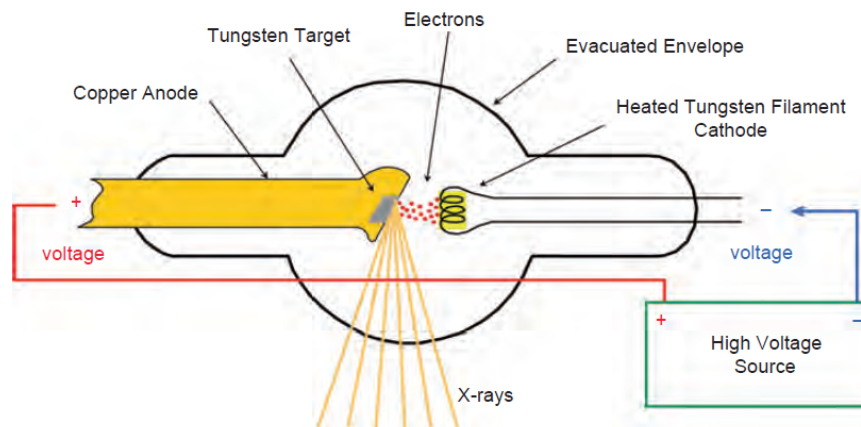 Electrons
Tungsten Target
Evacuated Envelope
Copper Anode
Heated Tungsten Filament
Cathode
+
–
voltage
voltage
+
–
High Voltage
Source
X-rays